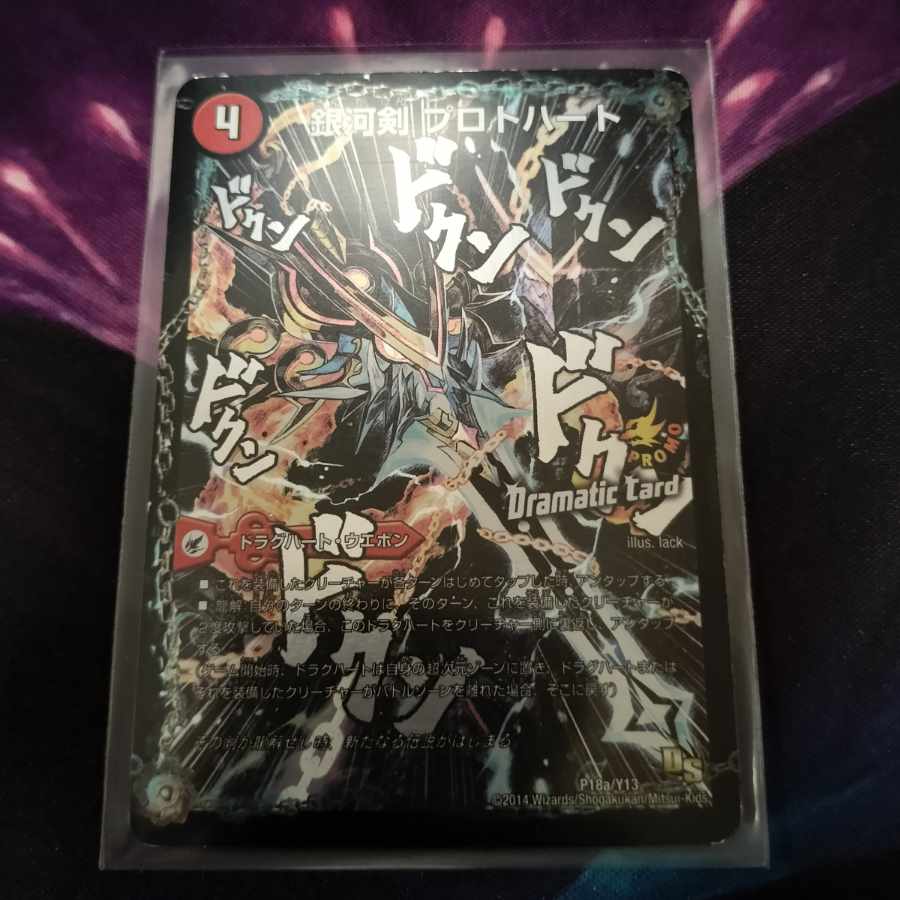 4
銀河剣 プロトハート
ドクン
ドクン
ドクン
ドクン
ドクン
PROMO
Dramatic Card
illus. lack
ドラグハート・ウエポン
ドクン
■ これを装備したクリーチャーが各ターンはじめてタップした時、アンタップする。
■ 龍解:自分のターンの終わりに、そのターン、これを装備したクリーチャーが
2度攻撃していた場合、このドラグハートをクリーチャー側に裏返し、アンタップ
する。
(ゲーム開始時、ドラグハートは自身の超次元ゾーンに置き、ドラグハートまたは
それを装備したクリーチャーがバトルゾーンを離れた場合、そこに戻す)
その剣が龍解せし時、新たなる伝説がはじまる。
DS
P18a/Y13
©2014 Wizards/Shogakukan/Mitsui-Kids